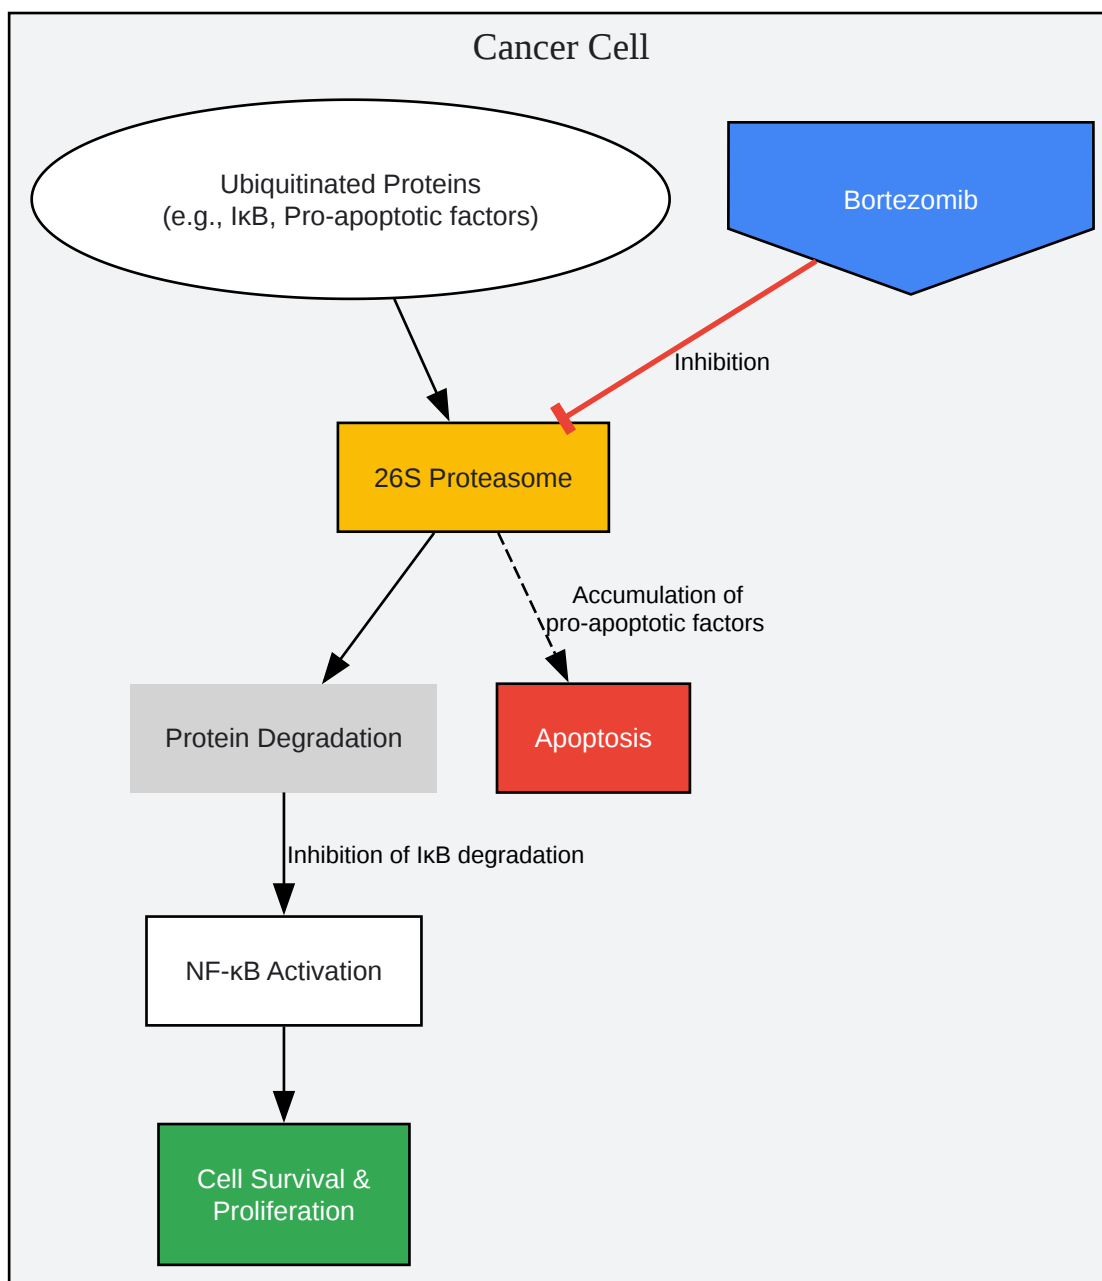 Cancer Cell
Ubiquitinated Proteins
(e.g., IκB, Pro-apoptotic factors)
Bortezomib
Inhibition
26S Proteasome
Accumulation of
pro-apoptotic factors
Protein Degradation
Apoptosis
Inhibition of IκB degradation
NF-κB Activation
Cell Survival &
Proliferation